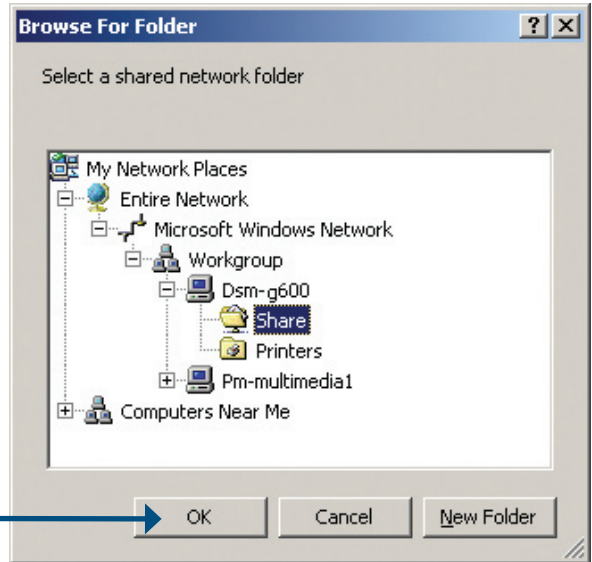 Browse For Folder
Select a shared network folder
My Network Places
Entire Network
Microsoft Windows Network
Workgroup
Dsm-g600
Share
Printers
Pm-multimedia1
Computers Near Me
OK Cancel New Folder